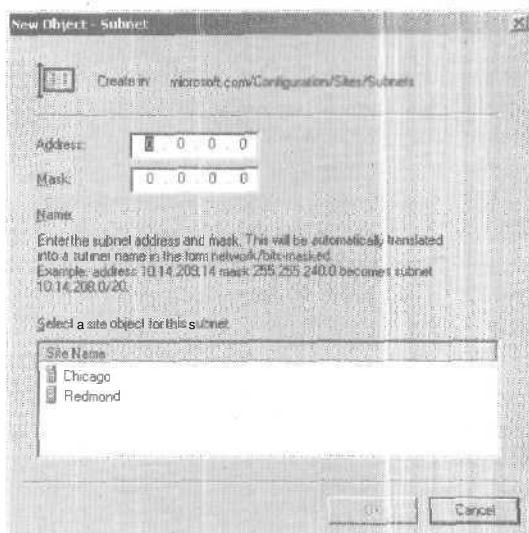 New Object - Subnet
Create in: microsoft.com/Configuration/Sites/Subnets
Address: 0 . 0 . 0 . 0
Mask: 0 . 0 . 0 . 0
Name:
Enter the subnet address and mask. This will be automatically translated
into a subnet name in the form network/bits-masked.
Example: address 10.14.209.14 mask 255.255.240.0 becomes subnet
10.14.208.0/20.
Select a site object for this subnet.
Site Name
Chicago
Redmond
Cancel